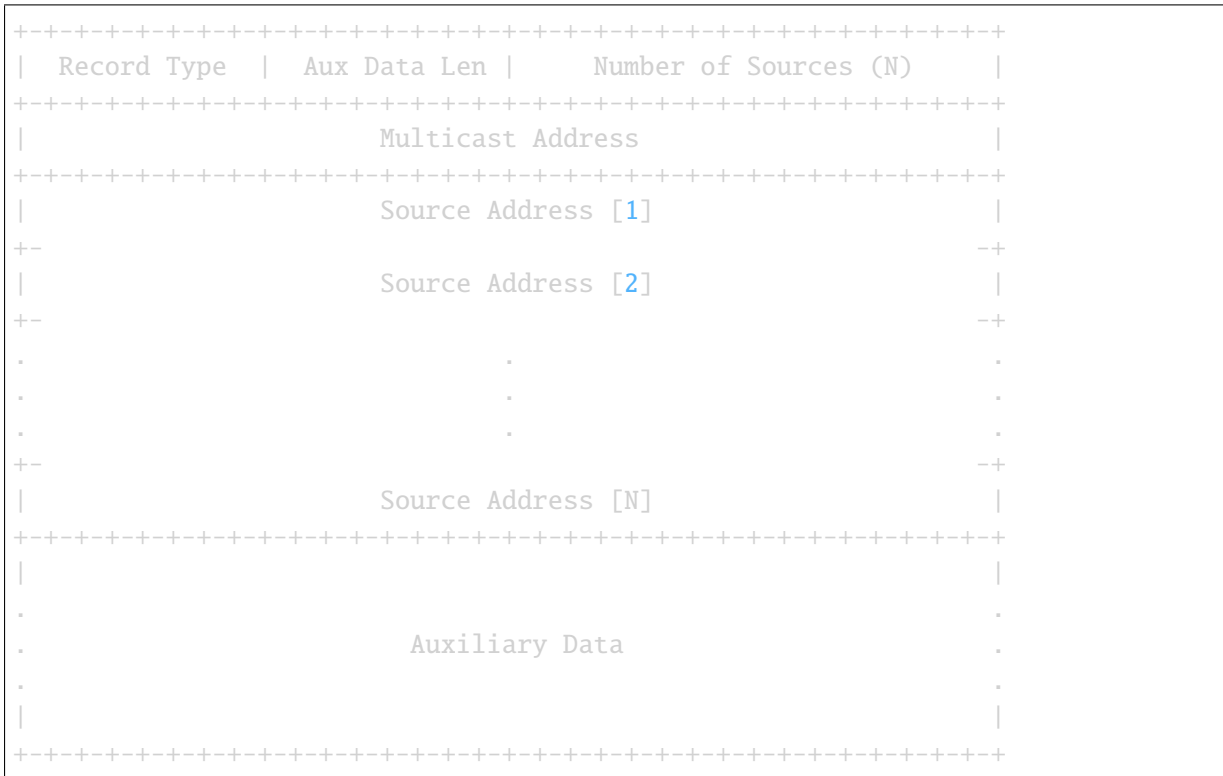 +-+-+-+-+-+-+-+-+-+-+-+-+-+-+-+-+-+-+-+-+-+-+-+-+-+-+-+-+-+-+-+-+
|  Record Type  |  Aux Data Len |     Number of Sources (N)     |
+-+-+-+-+-+-+-+-+-+-+-+-+-+-+-+-+-+-+-+-+-+-+-+-+-+-+-+-+-+-+-+-+
|                       Multicast Address                       |
+-+-+-+-+-+-+-+-+-+-+-+-+-+-+-+-+-+-+-+-+-+-+-+-+-+-+-+-+-+-+-+-+
|                       Source Address [1]                      |
+-                                                             -+
|                       Source Address [2]                      |
+-                                                             -+
.                               .                               .
.                               .                               .
.                               .                               .
+-                                                             -+
|                       Source Address [N]                      |
+-+-+-+-+-+-+-+-+-+-+-+-+-+-+-+-+-+-+-+-+-+-+-+-+-+-+-+-+-+-+-+-+
|                                                               |
.                                                               .
.                         Auxiliary Data                        .
.                                                               .
|                                                               |
+-+-+-+-+-+-+-+-+-+-+-+-+-+-+-+-+-+-+-+-+-+-+-+-+-+-+-+-+-+-+-+-+